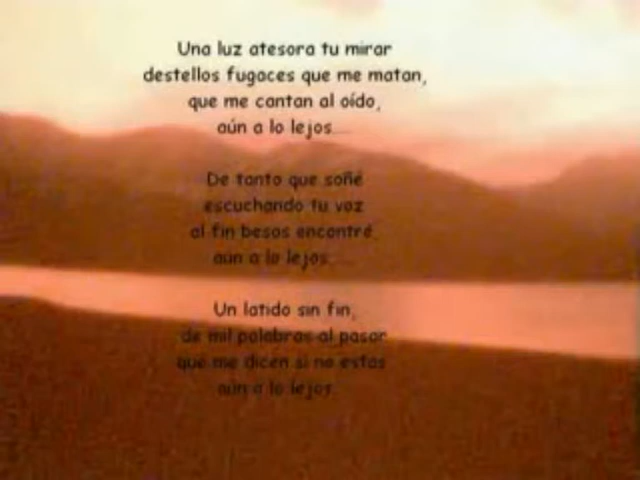 Una luz atesora tu mirar
destellos fugaces que me matan,
que me cantan al oído,
aún a lo lejos....
De tanto que soñé
escuchando tu voz
al fin besos encontré
aún a lo lejos....
Un latido sin fin,
de mil palabras al pasar
que me dicen si no estas
aún a lo lejos